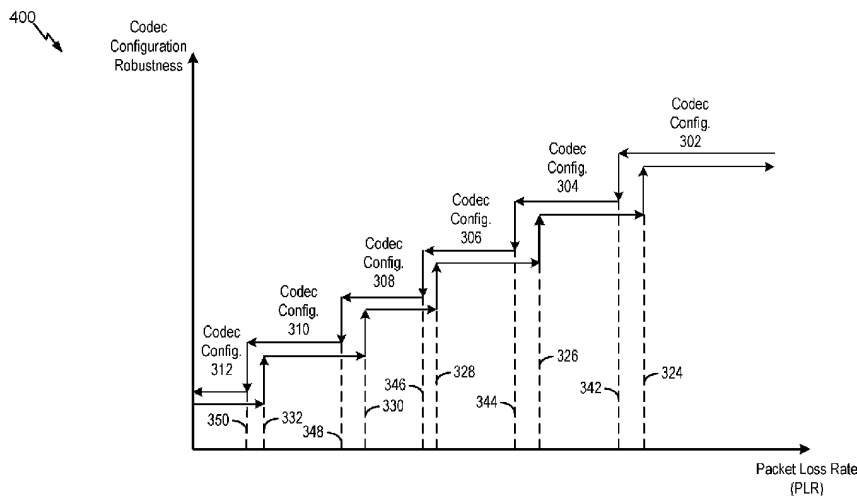 400
Codec
Configuration
Robustness
Codec
Config.
302
Codec
Config.
304
Codec
Config.
306
Codec
Config.
308
Codec
Config.
310
Codec
Config.
312
350
332
348
330
346
328
344
326
342
324
Packet Loss Rate
(PLR)